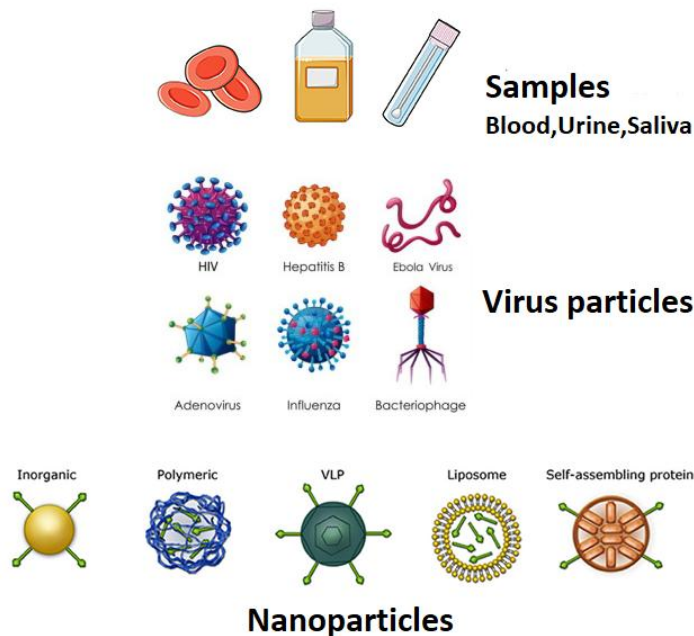 Samples
Blood,Urine,Saliva
HIV
Hepatitis B
Ebola Virus
Virus particles
Adenovirus
Influenza
Bacteriophage
Inorganic
Polymeric
VLP
Liposome
Self-assembling protein
Nanoparticles